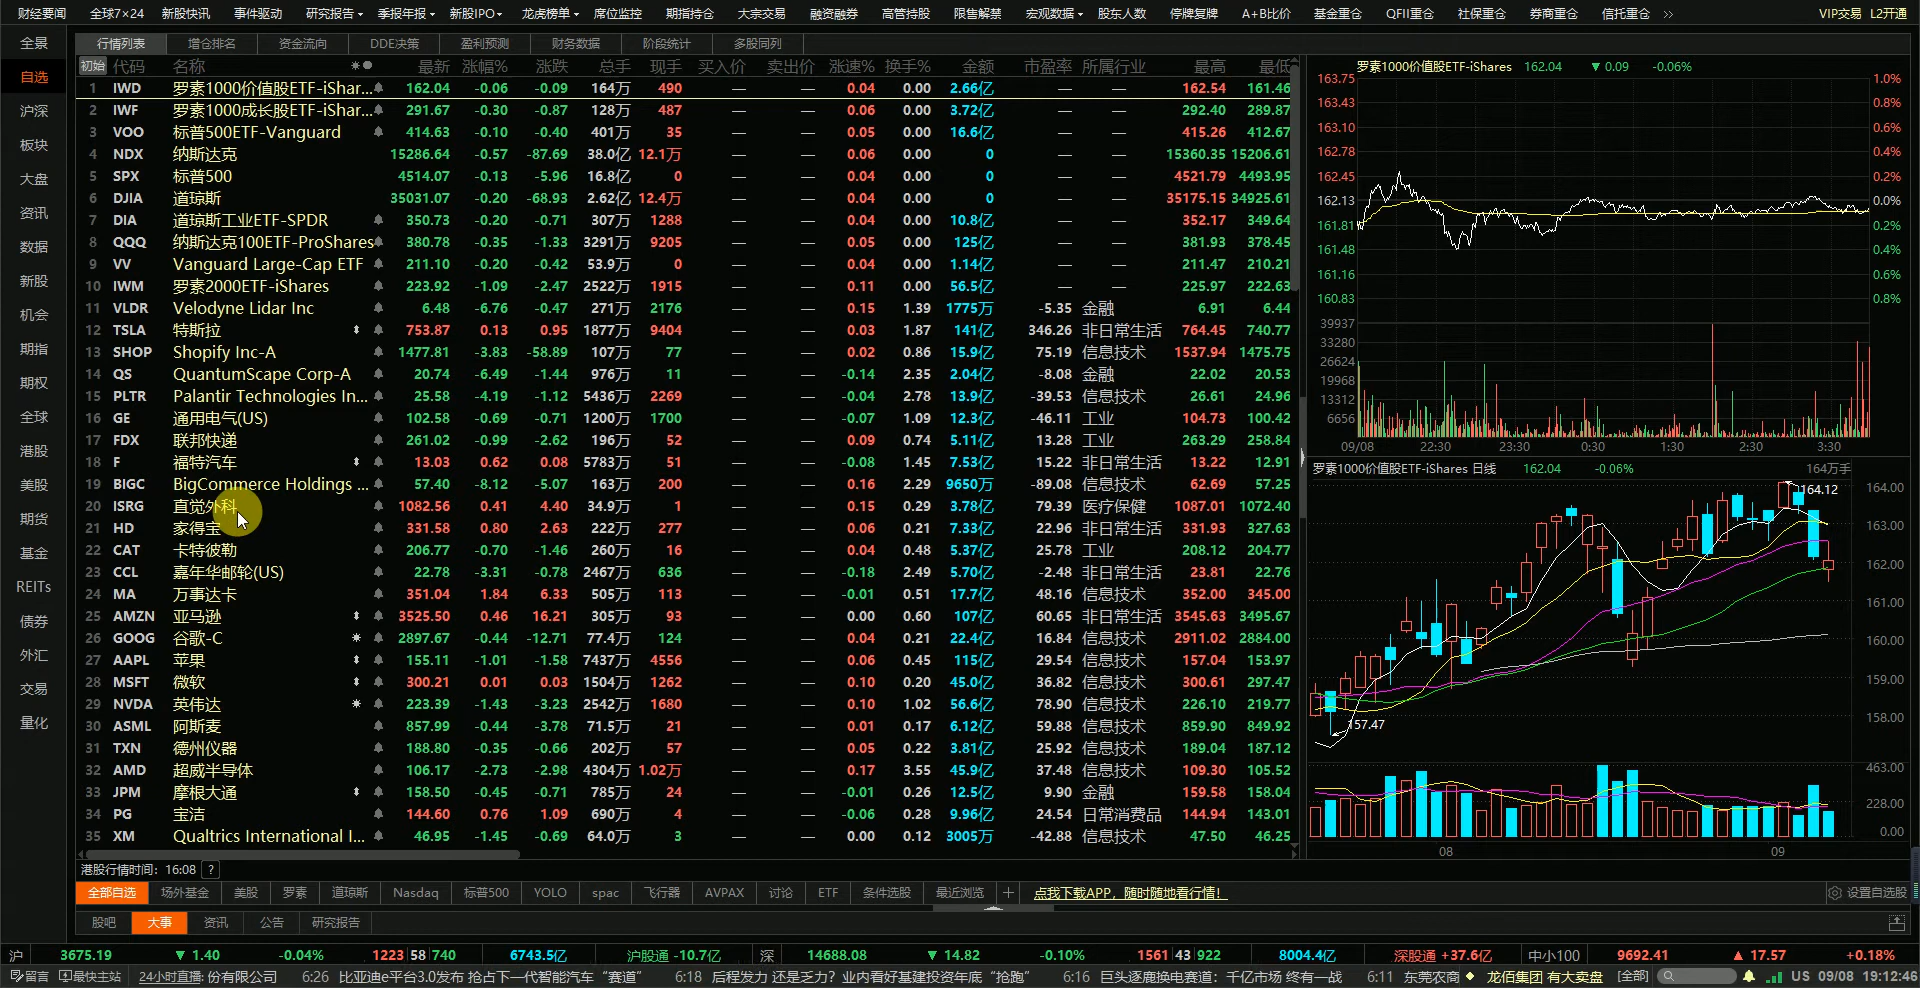 财经要闻 全球7×24 新股快讯 事件驱动 研究报告 季报年报 新股IPO 龙虎榜单 席位监控 期指持仓 大宗交易 融资融券 高管持股 限售解禁 宏观数据 股东人数 停牌复牌 A+B比价 基金重仓 QFII重仓 社保重仓 券商重仓 信托重仓 VIP交易 L2开通
全景
自选
沪深
板块
大盘
资讯
数据
新股
机会
期指
期权
全球
港股
美股
期货
基金
REITs
债券
外汇
交易
量化
行情列表 增仓排名 资金流向 DDE决策 盈利预测 财务数据 阶段统计 多股同列
初始 代码 名称 最新 涨幅% 涨跌 总手 现手 买入价 卖出价 涨速% 换手% 金额 市盈率 所属行业 最高 最低
1 IWD 罗素1000价值股ETF-iShar... 162.04 -0.06 -0.09 164万 490 — — 0.04 0.00 2.66亿 — — 162.54 161.46
2 IWF 罗素1000成长股ETF-iShar... 291.67 -0.30 -0.87 128万 487 — — 0.06 0.00 3.72亿 — — 292.40 289.87
3 VOO 标普500ETF-Vanguard 414.63 -0.10 -0.40 401万 35 — — 0.05 0.00 16.6亿 — — 415.26 412.67
4 NDX 纳斯达克 15286.64 -0.57 -87.69 38.0亿 12.1万 — — 0.06 0.00 0 — — 15360.35 15206.61
5 SPX 标普500 4514.07 -0.13 -5.96 16.8亿 0 — — 0.04 0.00 0 — — 4521.79 4493.95
6 DJIA 道琼斯 35031.07 -0.20 -68.93 2.62亿 12.4万 — — 0.04 0.00 0 — — 35175.15 34925.61
7 DIA 道琼斯工业ETF-SPDR 350.73 -0.20 -0.71 307万 1288 — — 0.04 0.00 10.8亿 — — 352.17 349.64
8 QQQ 纳斯达克100ETF-ProShares 380.78 -0.35 -1.33 3291万 9205 — — 0.05 0.00 125亿 — — 381.93 378.45
9 VV Vanguard Large-Cap ETF 211.10 -0.20 -0.42 53.9万 0 — — 0.04 0.00 1.14亿 — — 211.47 210.21
10 IWM 罗素2000ETF-iShares 223.92 -1.09 -2.47 2522万 1915 — — 0.11 0.00 56.5亿 — — 225.97 222.63
11 VLDR Velodyne Lidar Inc 6.48 -6.76 -0.47 271万 2176 — — 0.15 1.39 1775万 -5.35 金融 6.91 6.44
12 TSLA 特斯拉 753.87 0.13 0.95 1877万 9404 — — 0.03 1.87 141亿 346.26 非日常生活 764.45 740.77
13 SHOP Shopify Inc-A 1477.81 -3.83 -58.89 107万 77 — — 0.02 0.86 15.9亿 75.19 信息技术 1537.94 1475.75
14 QS QuantumScape Corp-A 20.74 -6.49 -1.44 976万 11 — — -0.14 2.35 2.04亿 -8.08 金融 22.02 20.53
15 PLTR Palantir Technologies In... 25.58 -4.19 -1.12 5436万 2269 — — -0.04 2.78 13.9亿 -39.53 信息技术 26.61 24.96
16 GE 通用电气(US) 102.58 -0.69 -0.71 1200万 1700 — — -0.07 1.09 12.3亿 -46.11 工业 104.73 100.42
17 FDX 联邦快递 261.02 -0.99 -2.62 196万 52 — — 0.09 0.74 5.11亿 13.28 工业 263.29 258.84
18 F 福特汽车 13.03 0.62 0.08 5783万 51 — — -0.08 1.45 7.53亿 15.22 非日常生活 13.22 12.91
19 BIGC BigCommerce Holdings ... 57.40 -8.12 -5.07 163万 200 — — 0.16 2.29 9650万 -89.08 信息技术 62.69 57.25
20 ISRG 直觉外科 1082.56 0.41 4.40 34.9万 1 — — 0.15 0.29 3.78亿 79.39 医疗保健 1087.01 1072.40
21 HD 家得宝 331.58 0.80 2.63 222万 277 — — 0.06 0.21 7.33亿 22.96 非日常生活 331.93 327.63
22 CAT 卡特彼勒 206.77 -0.70 -1.46 260万 16 — — 0.04 0.48 5.37亿 25.78 工业 208.12 204.77
23 CCL 嘉年华邮轮(US) 22.78 -3.31 -0.78 2467万 636 — — -0.18 2.49 5.70亿 -2.48 非日常生活 23.81 22.76
24 MA 万事达卡 351.04 1.84 6.33 505万 113 — — -0.01 0.51 17.7亿 48.16 信息技术 352.00 345.00
25 AMZN 亚马逊 3525.50 0.46 16.21 305万 93 — — 0.00 0.60 107亿 60.65 非日常生活 3545.63 3495.67
26 GOOG 谷歌-C 2897.67 -0.44 -12.71 77.4万 124 — — 0.04 0.21 22.4亿 16.84 信息技术 2911.02 2884.00
27 AAPL 苹果 155.11 -1.01 -1.58 7437万 4556 — — 0.06 0.45 115亿 29.54 信息技术 157.04 153.97
28 MSFT 微软 300.21 0.01 0.03 1504万 1262 — — 0.10 0.20 45.0亿 36.82 信息技术 300.61 297.47
29 NVDA 英伟达 223.39 -1.43 -3.23 2542万 1680 — — 0.10 1.02 56.6亿 78.90 信息技术 226.10 219.77
30 ASML 阿斯麦 857.99 -0.44 -3.78 71.5万 21 — — 0.01 0.17 6.12亿 59.88 信息技术 859.90 849.92
31 TXN 德州仪器 188.80 -0.35 -0.66 202万 57 — — 0.05 0.22 3.81亿 25.92 信息技术 189.04 187.12
32 AMD 超威半导体 106.17 -2.73 -2.98 4304万 1.02万 — — 0.17 3.55 45.9亿 37.48 信息技术 109.30 105.52
33 JPM 摩根大通 158.50 -0.45 -0.71 785万 24 — — -0.01 0.26 12.5亿 9.90 金融 159.58 158.04
34 PG 宝洁 144.60 0.76 1.09 690万 4 — — -0.06 0.28 9.96亿 24.54 日常消费品 144.94 143.01
35 XM Qualtrics International I... 46.95 -1.45 -0.69 64.0万 3 — — 0.00 0.12 3005万 -42.88 信息技术 47.50 46.25
罗素1000价值股ETF-iShares 162.04 ▼0.09 -0.06%
163.75 1.0%
163.43 0.8%
163.10 0.6%
162.78 0.4%
162.45 0.2%
162.13 0.0%
161.81 0.2%
161.48 0.4%
161.16 0.6%
160.83 0.8%
39937
33280
26624
19968
13312
6656
09/08 22:30 23:30 0:30 1:30 2:30 3:30
罗素1000价值股ETF-iShares 日线 162.04 -0.06% 164万手
164.12 164.00
163.00
162.00
161.00
160.00
159.00
157.47 158.00
463.00
228.00
0.00
08 09
港股行情时间：16:08 ?
全部自选 场外基金 美股 罗素 道琼斯 Nasdaq 标普500 YOLO spac 飞行器 AVPAX 讨论 ETF 条件选股 最近浏览 + 点我下载APP，随时随地看行情！ 设置自选股
股吧 大事 资讯 公告 研究报告
沪 3675.19 ▼1.40 -0.04% 1223 58 740 6743.5亿 沪股通 -10.7亿 深 14688.08 ▼14.82 -0.10% 1561 43 922 8004.4亿 深股通 +37.6亿 中小100 9692.41 ▲17.57 +0.18%
留言 最快主站 24小时直播: 份有限公司 6:26 比亚迪e平台3.0发布 抢占下一代智能汽车“赛道” 6:18 后程发力 还是乏力？业内看好基建投资年底“抢跑” 6:16 巨头逐鹿换电赛道：千亿市场 终有一战 6:11 东莞农商 龙佰集团 有大卖盘 [全部] US 09/08 19:12:46